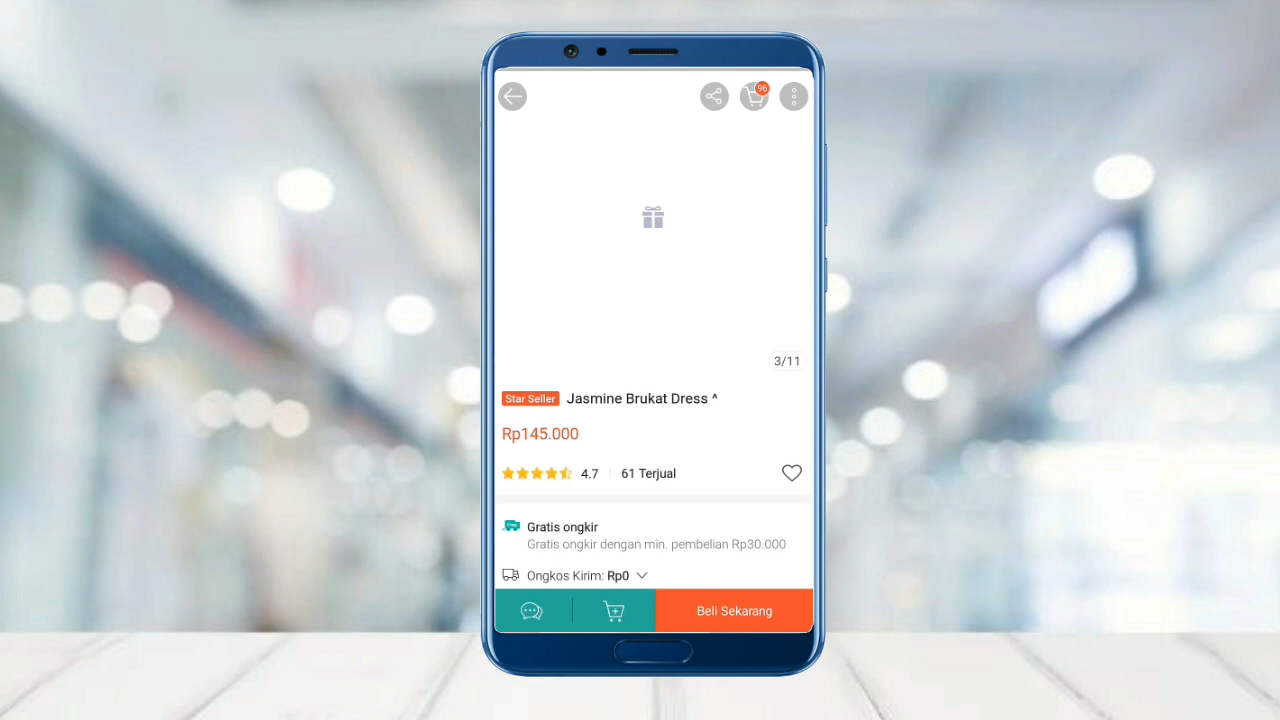 96
3/11
Star Seller Jasmine Brukat Dress ^
Rp145.000
4.7 61 Terjual
Free
Gratis ongkir
Gratis ongkir dengan min. pembelian Rp30.000
Ongkos Kirim: Rp0
Beli Sekarang